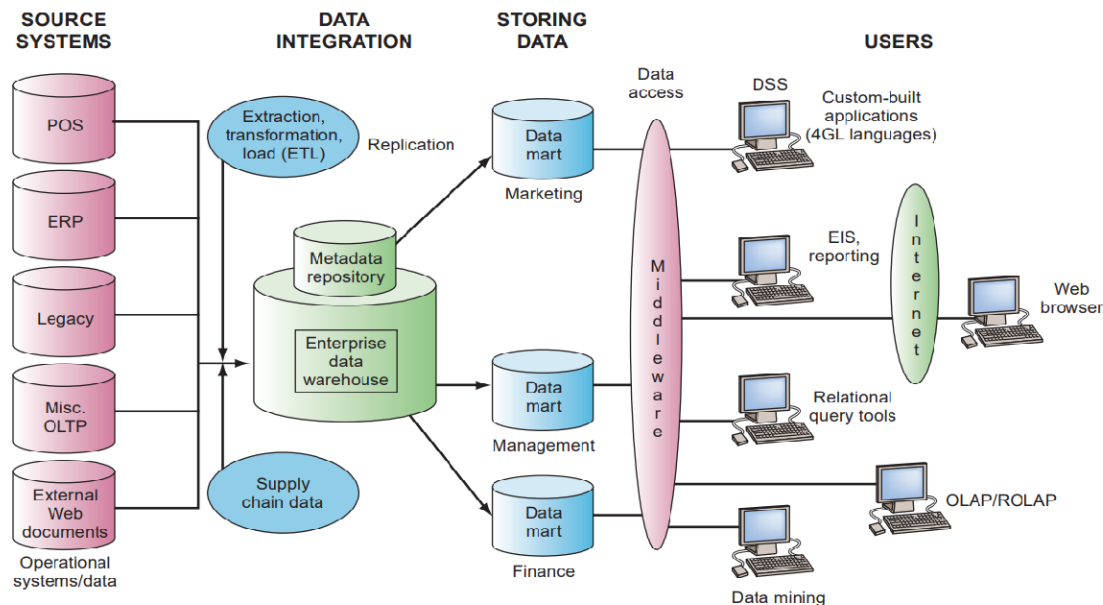 SOURCE
SYSTEMS
DATA
INTEGRATION
STORING
DATA
USERS
POS
ERP
Legacy
Misc.
OLTP
External
Web
documents
Operational
systems/data
Extraction,
transformation,
load (ETL)
Replication
Metadata
repository
Enterprise
data
warehouse
Supply
chain data
Data
mart
Marketing
Data
mart
Management
Data
mart
Finance
Data
access
Middleware
DSS
Custom-built
applications
(4GL languages)
EIS,
reporting
Internet
Web
browser
Relational
query tools
OLAP/ROLAP
Data mining